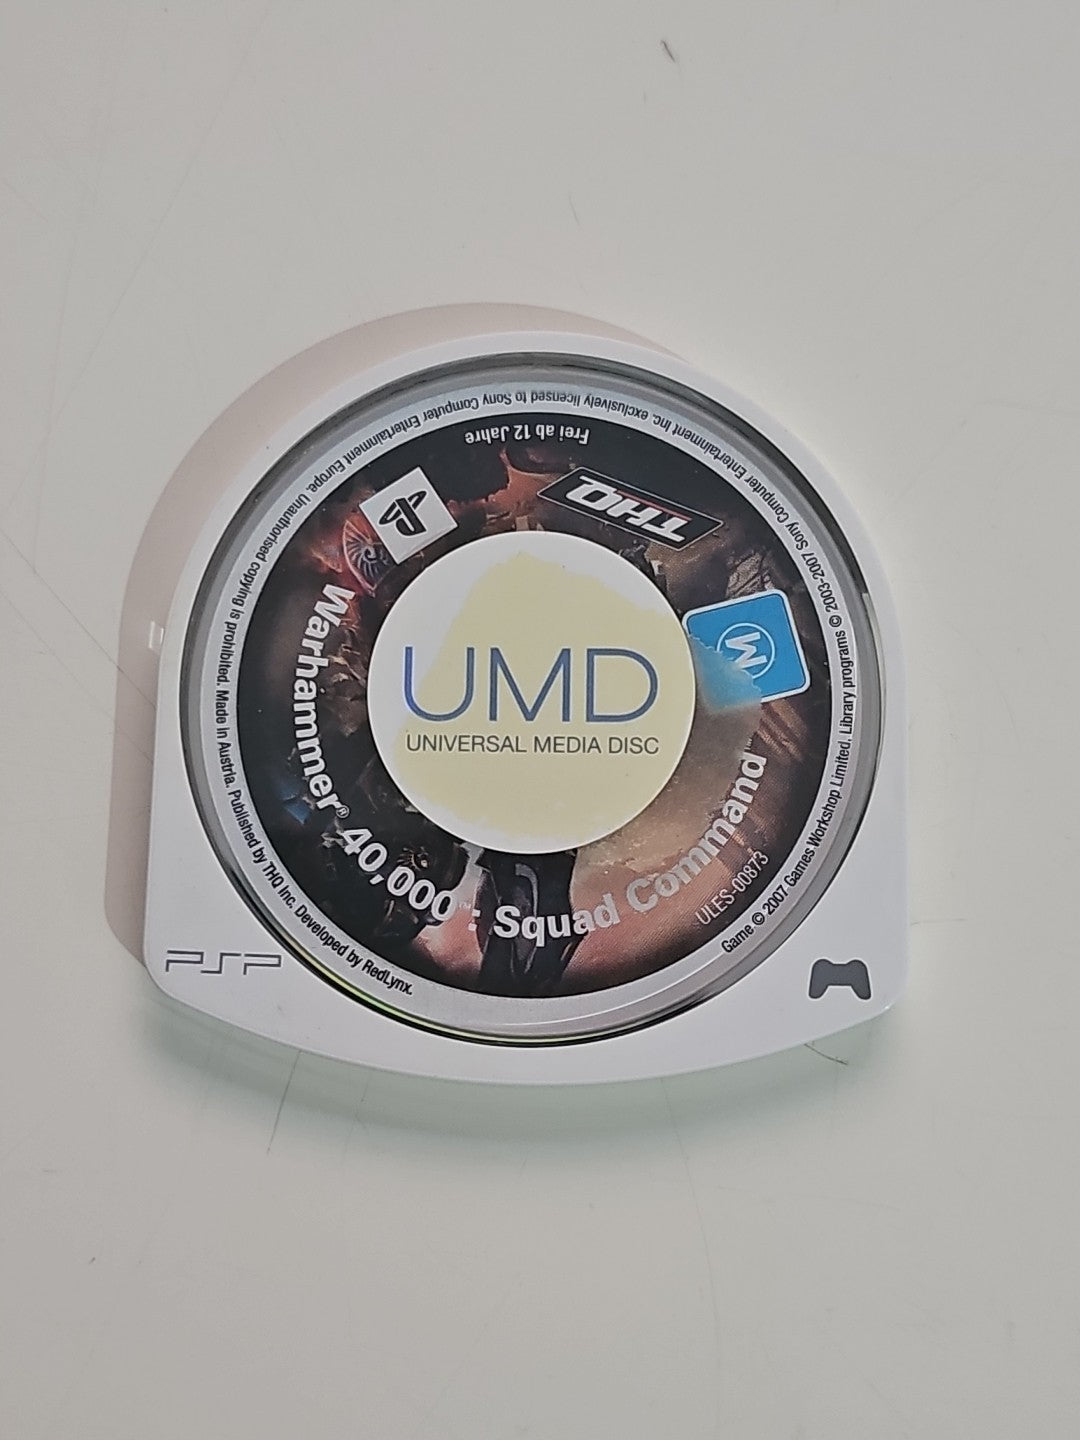 UMD
UNIVERSAL MEDIA DISC
Warhammer® 40,000™: Squad Command
ULES-00873
THQ
M
Frei ab 12 Jahre
PSP
Game © 2007 Games Workshop Limited. Library programs © 2003-2007 Sony Computer Entertainment Inc. exclusively licensed to Sony Computer Entertainment Europe. Unauthorised copying is prohibited. Made in Austria. Published by THQ Inc. Developed by RedLynx.